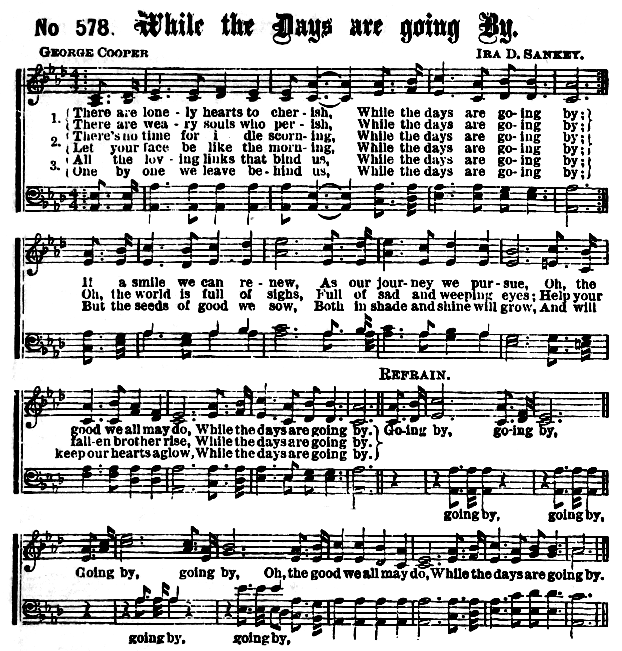 No 578. While the Days are going By.
GEORGE COOPER IRA D. SANKEY.
1. { There are lone - ly hearts to cher - ish, While the days are go - ing by; }
{ There are wea - ry souls who per - ish, While the days are go - ing by; }
2. { There's no time for i - dle scorn - ing, While the days are go - ing by; }
{ Let your face be like the morn - ing, While the days are go - ing by; }
3. { All the lov - ing links that bind us, While the days are go - ing by; }
{ One by one we leave be - hind us, While the days are go - ing by; }
If a smile we can re - new, As our jour - ney we pur - sue, Oh, the
Oh, the world is full of sighs, Full of sad and weeping eyes; Help your
But the seeds of good we sow, Both in shade and shine will grow, And will
REFRAIN.
good we all may do, While the days are going by. } Go-ing by, go-ing by,
fall-en brother rise, While the days are going by. }
keep our hearts aglow, While the days are going by. }
going by, going by,
Going by, going by, Oh, the good we all may do, While the days are going by.
going by, going by,